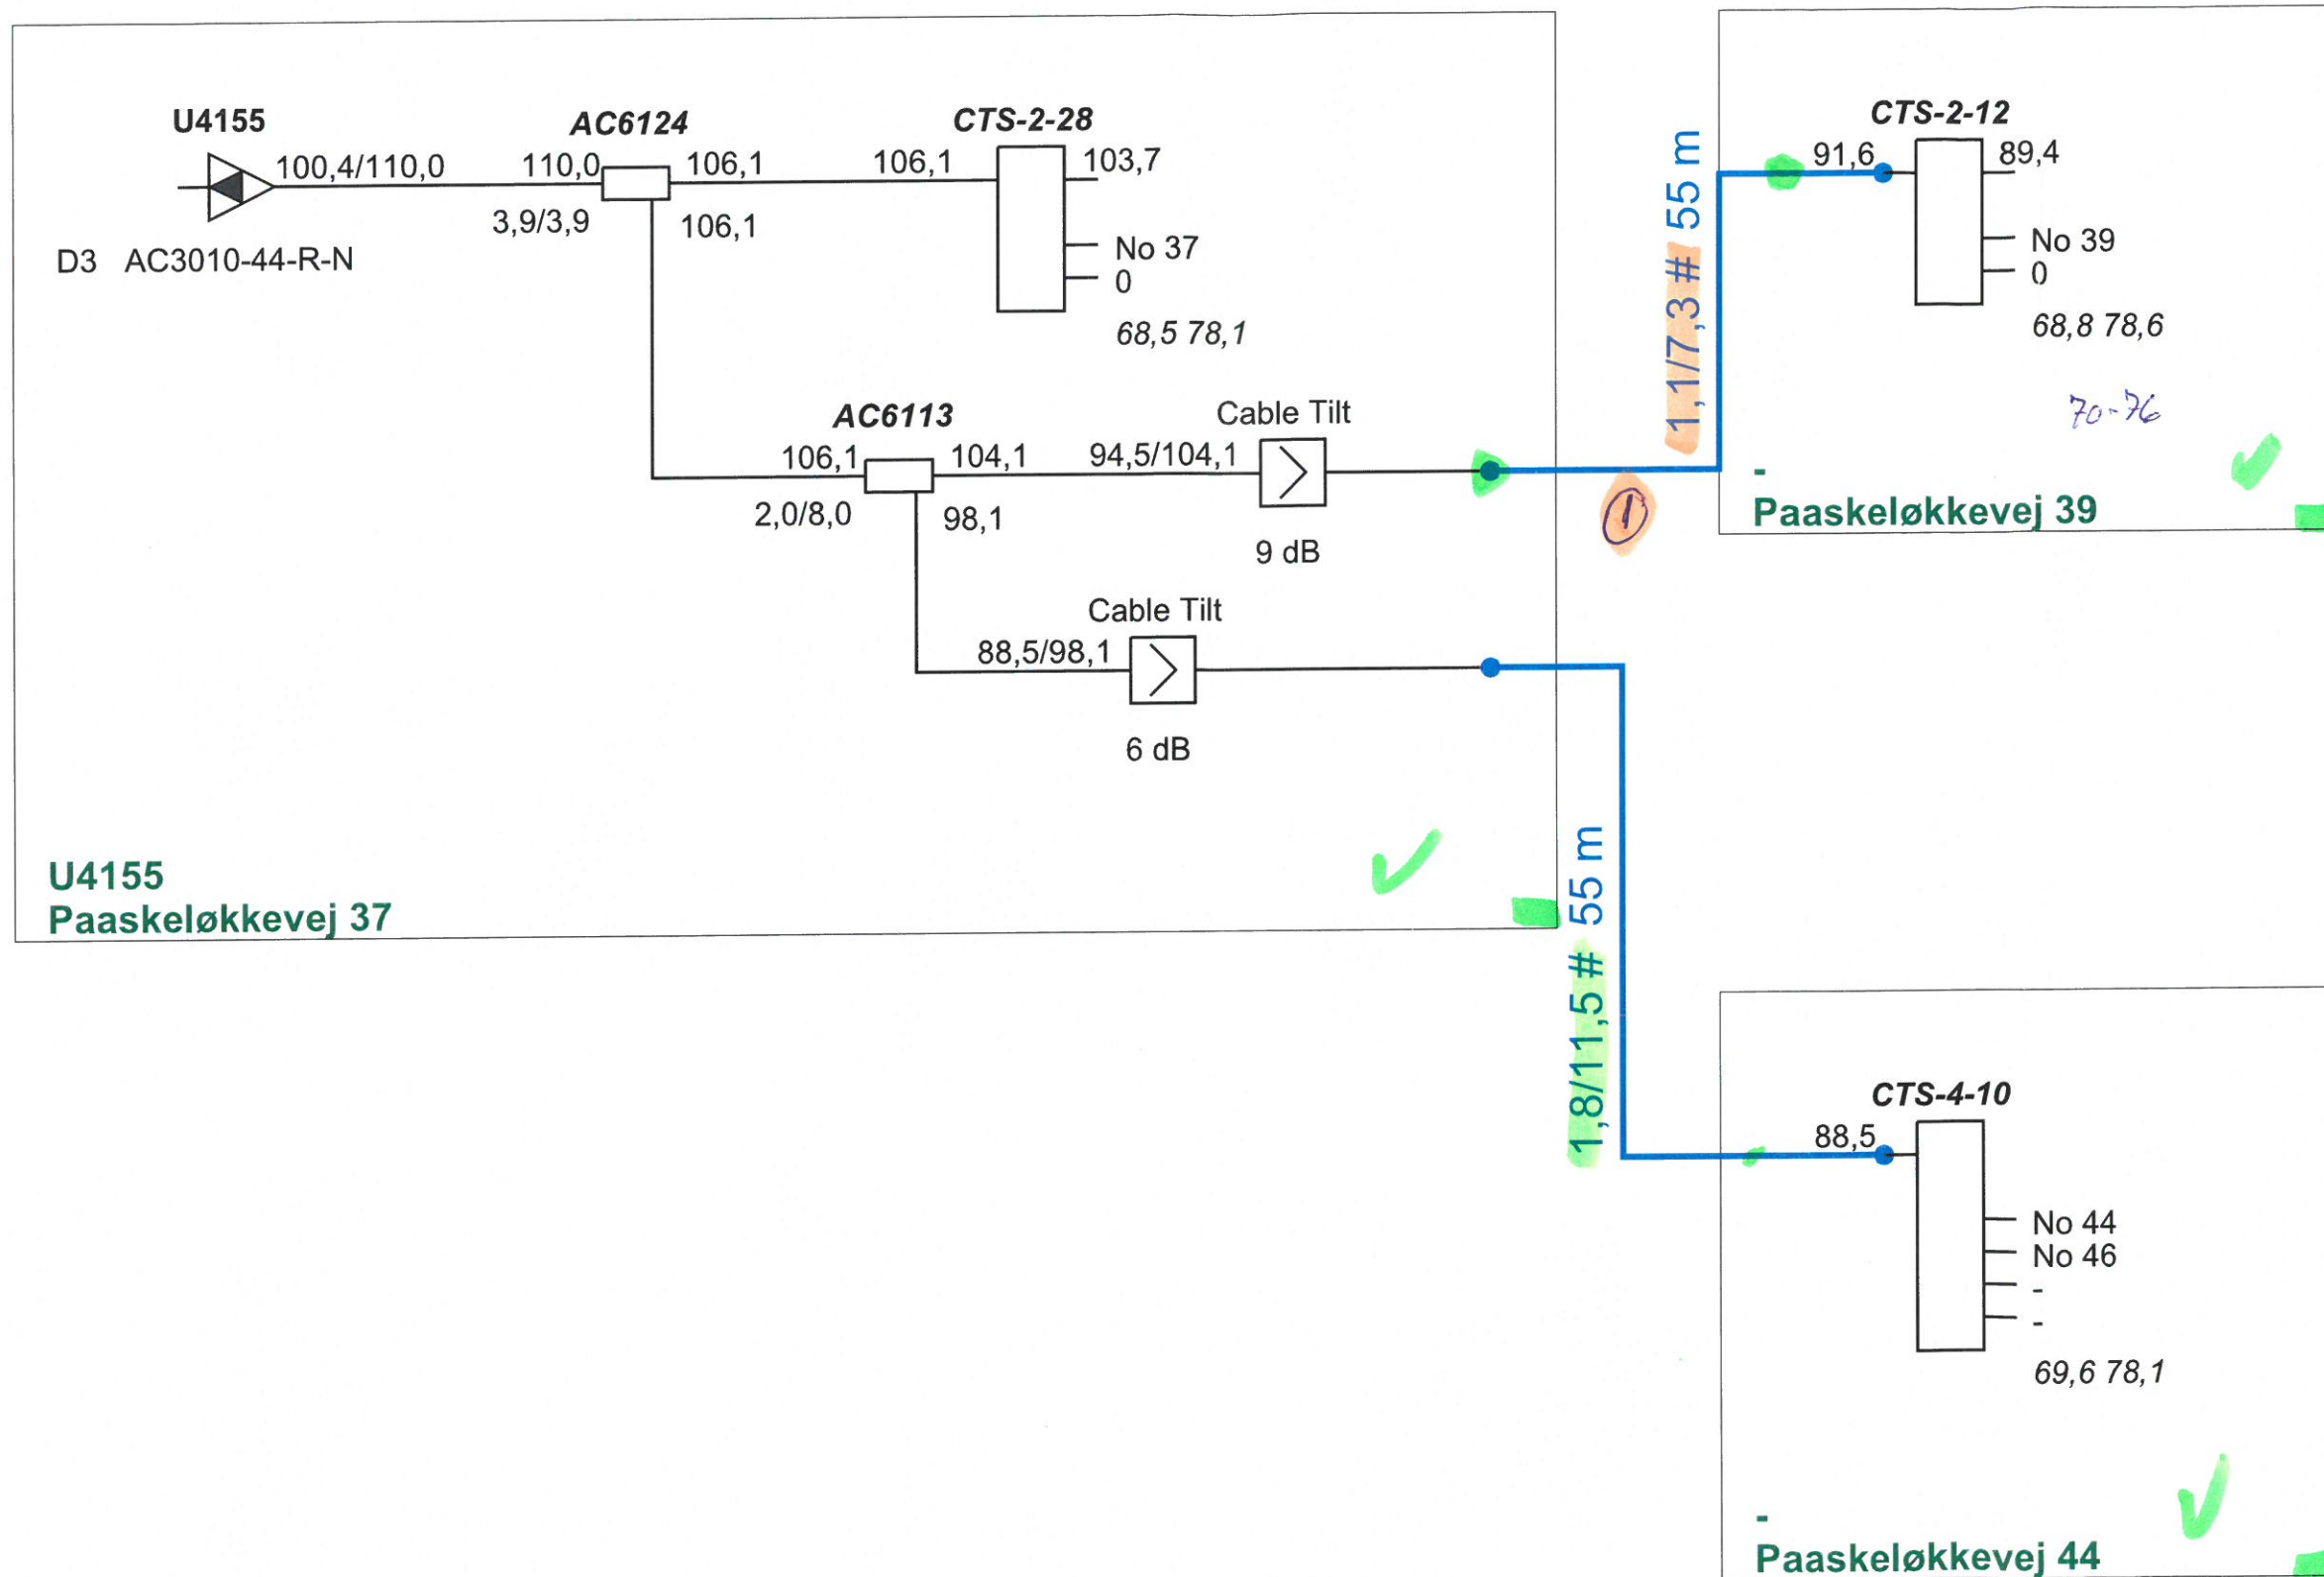 U4155
100,4/110,0
D3 AC3010-44-R-N
AC6124
110,0
106,1
3,9/3,9
106,1
CTS-2-28
106,1
103,7
No 37
0
68,5 78,1
AC6113
106,1
104,1
2,0/8,0
98,1
Cable Tilt
94,5/104,1
9 dB
Cable Tilt
88,5/98,1
6 dB
U4155
Paaskeløkkevej 37
1,1/7,3 # 55 m
1
CTS-2-12
91,6
89,4
No 39
0
68,8 78,6
70-76
-
Paaskeløkkevej 39
1,8/11,5 # 55 m
CTS-4-10
88,5
No 44
No 46
-
-
69,6 78,1
-
Paaskeløkkevej 44